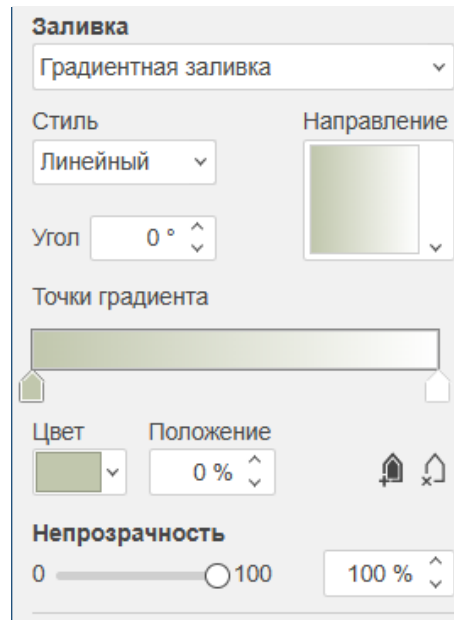 Заливка
Градиентная заливка
Стиль Направление
Линейный
Угол 0 °
Точки градиента
Цвет Положение
0 %
Непрозрачность
0 100 100 %